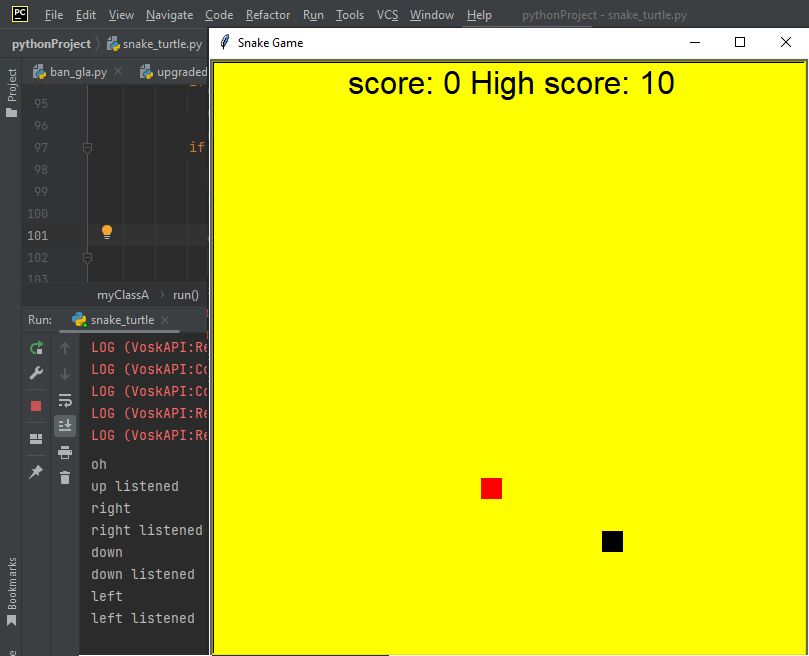 PC File Edit View Navigate Code Refactor Run Tools VCS Window Help pythonProject - snake_turtle.py
pythonProject snake_turtle.py
Snake Game
ban_gla.py upgraded
score: 0 High score: 10
Project
95
96
97 if
98
99
100
101
102
103
myClassA run()
Run: snake_turtle
LOG (VoskAPI:Re
LOG (VoskAPI:Co
LOG (VoskAPI:Co
LOG (VoskAPI:Re
LOG (VoskAPI:Re
oh
up listened
right
right listened
down
down listened
left
left listened
Bookmarks